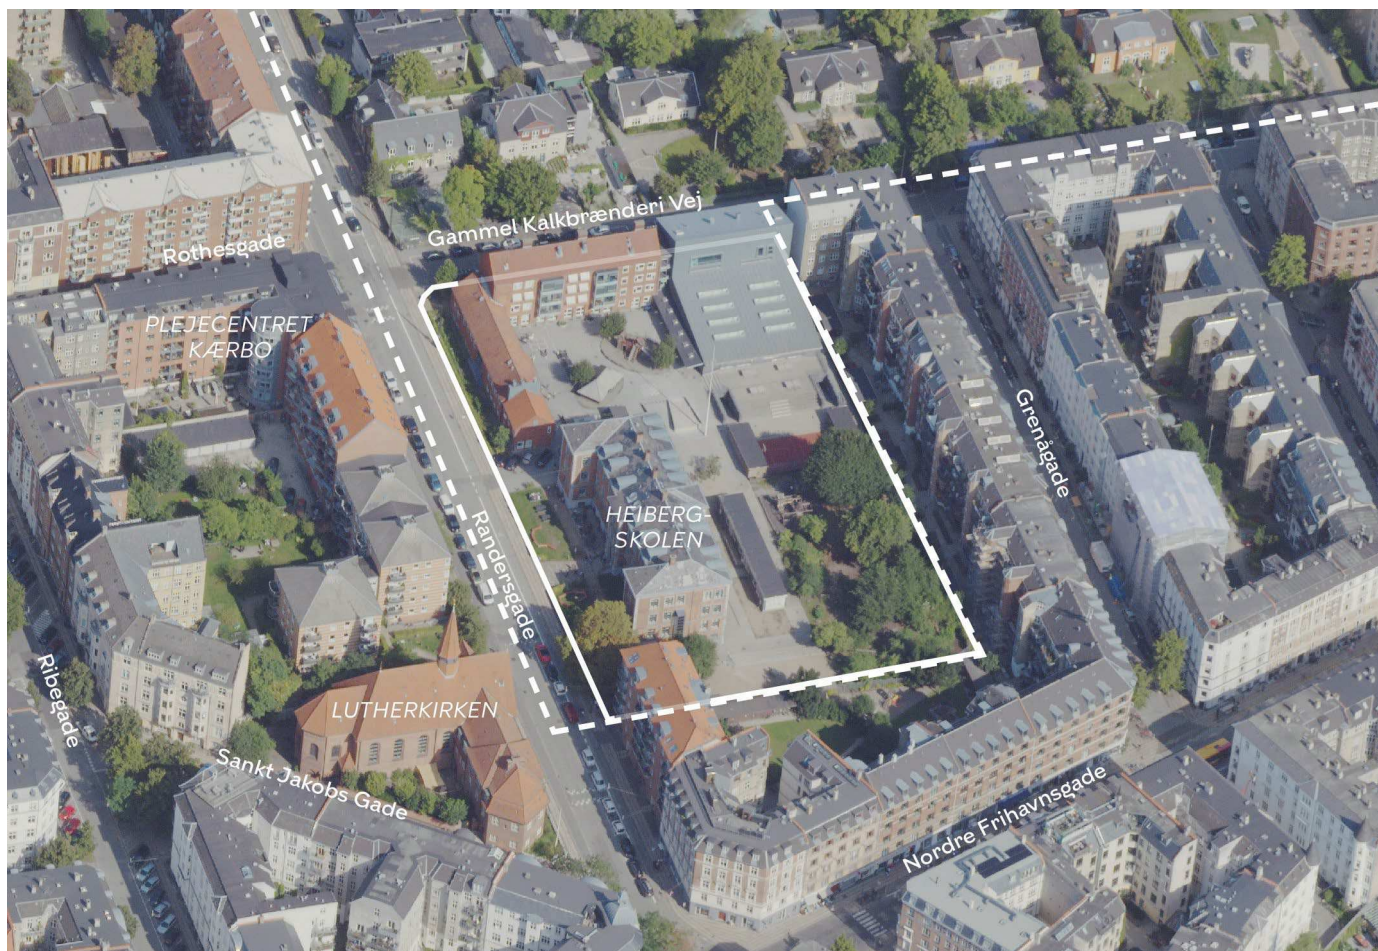 Gammel Kalkbrænderi Vej
Rothesgade
PLEJECENTRET
KÆRBO
Grenågade
HEIBERG-
SKOLEN
Randersgade
Ribegade
LUTHERKIRKEN
Sankt Jakobs Gade
Nordre Frihavnsgade